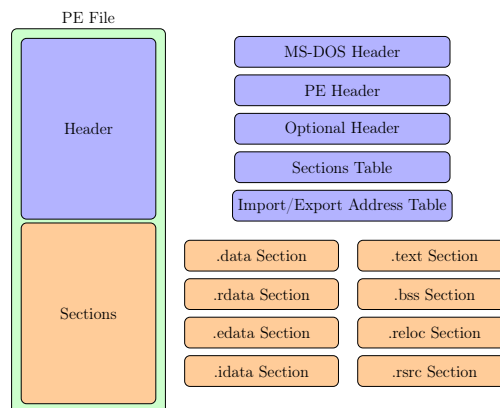 PE File
Header
MS-DOS Header
PE Header
Optional Header
Sections Table
Import/Export Address Table
Sections
.data Section
.text Section
.rdata Section
.bss Section
.edata Section
.reloc Section
.idata Section
.rsrc Section